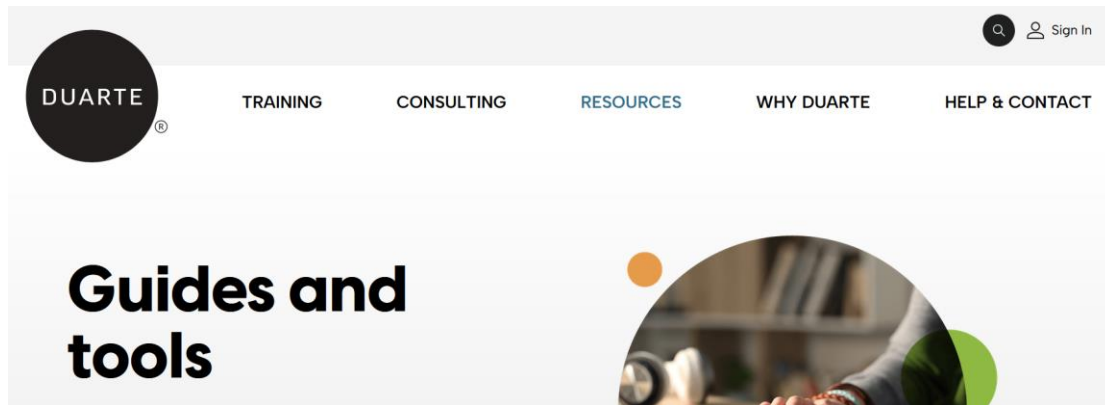 Sign In
DUARTE
®
TRAINING CONSULTING RESOURCES WHY DUARTE HELP & CONTACT
Guides and
tools